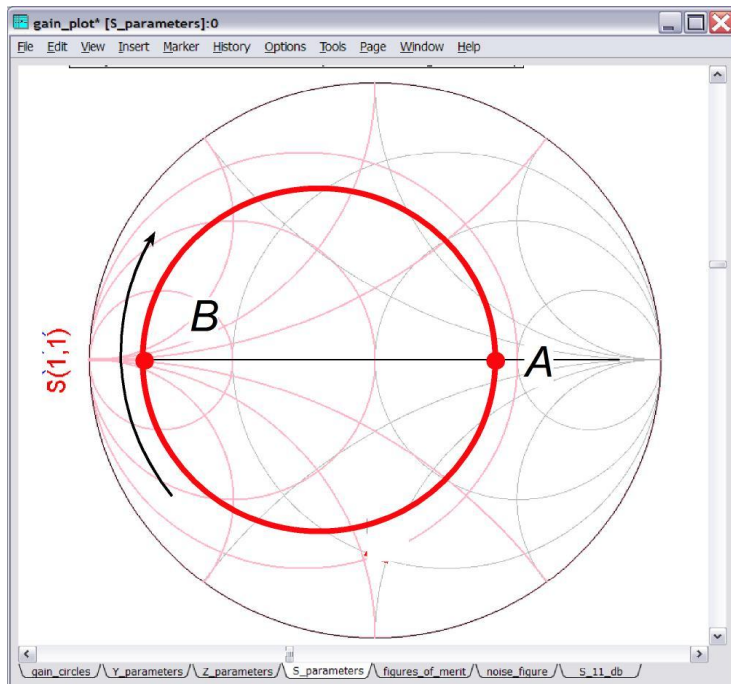 gain_plot* [S_parameters]:0
File Edit View Insert Marker History Options Tools Page Window Help
S(1,1)
B
A
gain_circles Y_parameters Z_parameters S_parameters figures_of_merit noise_figure S_11_db